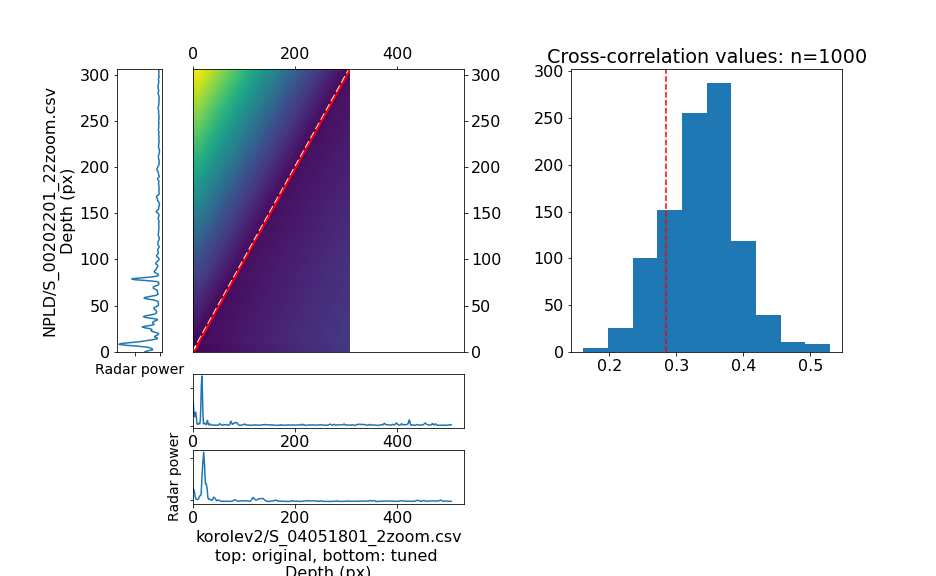 0 200 400
Cross-correlation values: n=1000
300
250
200
150
100
50
0
NPLD/S_00202201_22zoom.csv
Depth (px)
Radar power
300
250
200
150
100
50
0
300
250
200
150
100
50
0
0.2 0.3 0.4 0.5
0 200 400
Radar power
0 200 400
korolev2/S_04051801_2zoom.csv
top: original, bottom: tuned
Depth (px)